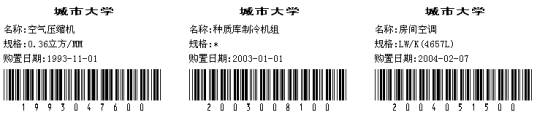 城市大学
名称:空气压缩机
规格:0.36立方/MM
购置日期:1993-11-01
1993047600
城市大学
名称:种质库制冷机组
规格:*
购置日期:2003-01-01
2003008100
城市大学
名称:房间空调
规格:LW/K(4657L)
购置日期:2004-02-07
2004051500